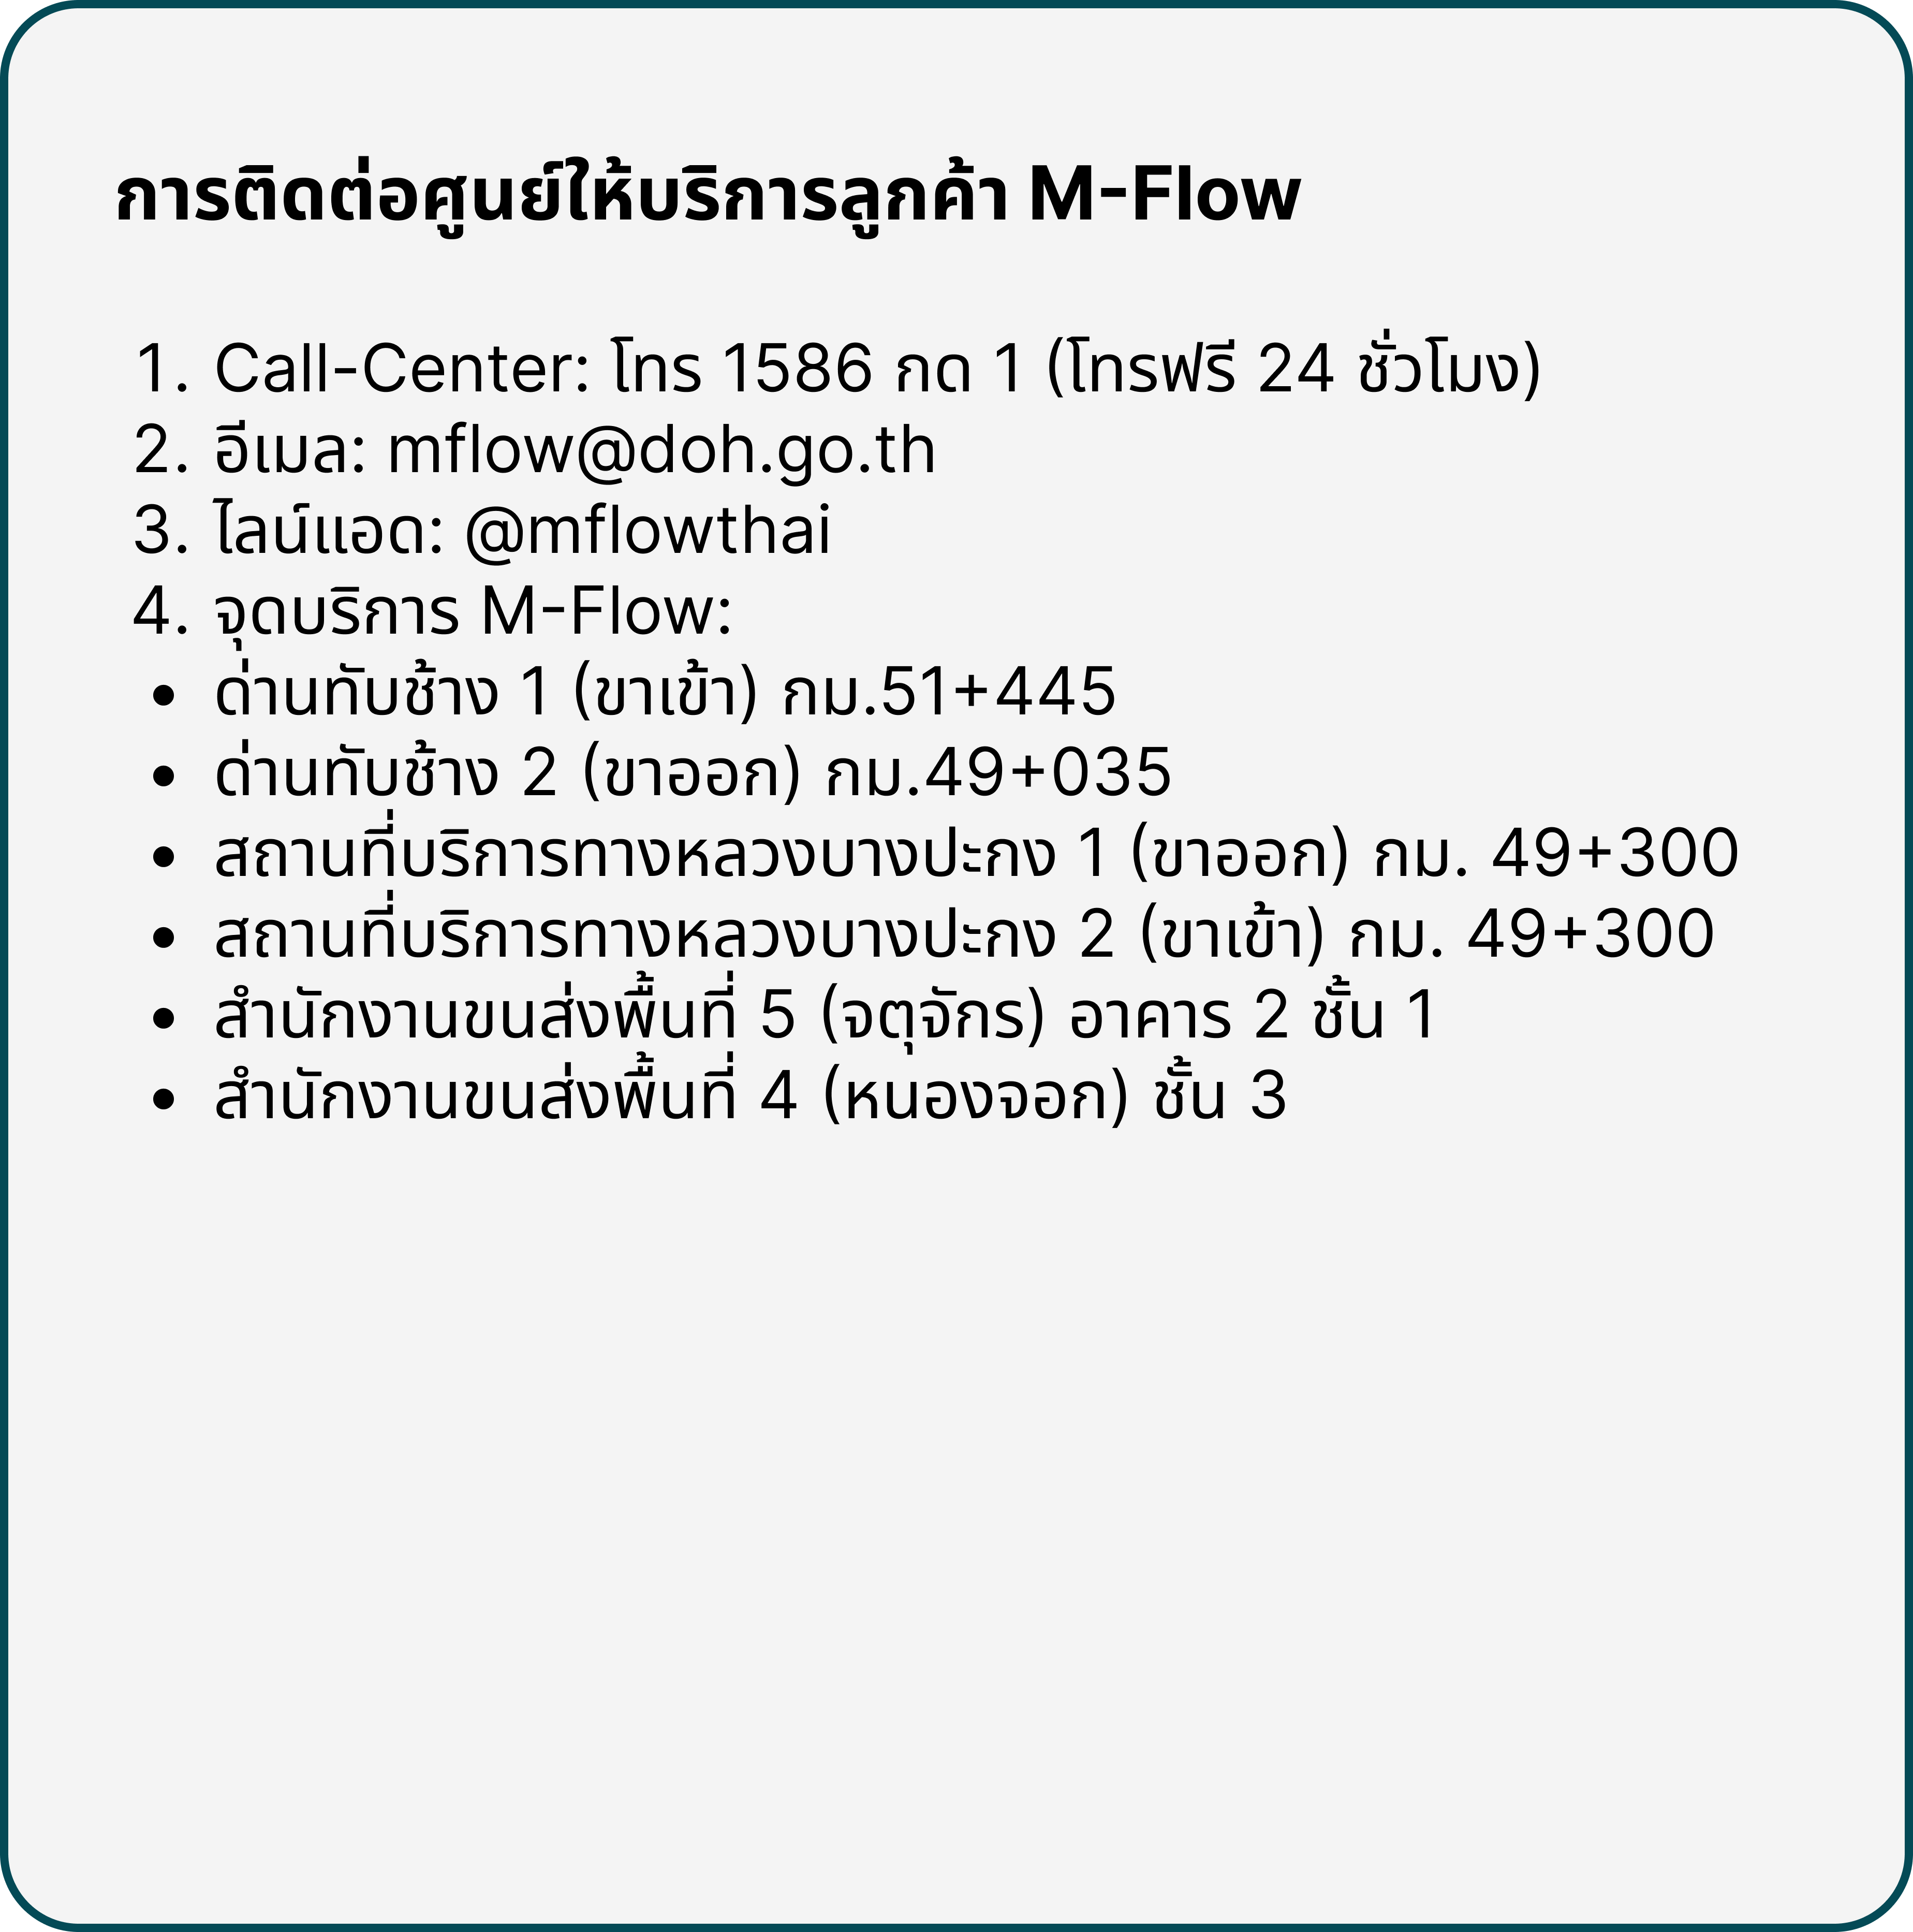 การติดต่อศูนย์ให้บริการลูกค้า M-Flow
1. Call-Center: โทร 1586 กด 1 (โทรฟรี 24 ชั่วโมง)
2. อีเมล: mflow@doh.go.th
3. ไลน์แอด: @mflowthai
4. จุดบริการ M-Flow:
• ด่านทับช้าง 1 (ขาเข้า) กม.51+445
• ด่านทับช้าง 2 (ขาออก) กม.49+035
• สถานที่บริการทางหลวงบางปะกง 1 (ขาออก) กม. 49+300
• สถานที่บริการทางหลวงบางปะกง 2 (ขาเข้า) กม. 49+300
• สำนักงานขนส่งพื้นที่ 5 (จตุจักร) อาคาร 2 ชั้น 1
• สำนักงานขนส่งพื้นที่ 4 (หนองจอก) ชั้น 3